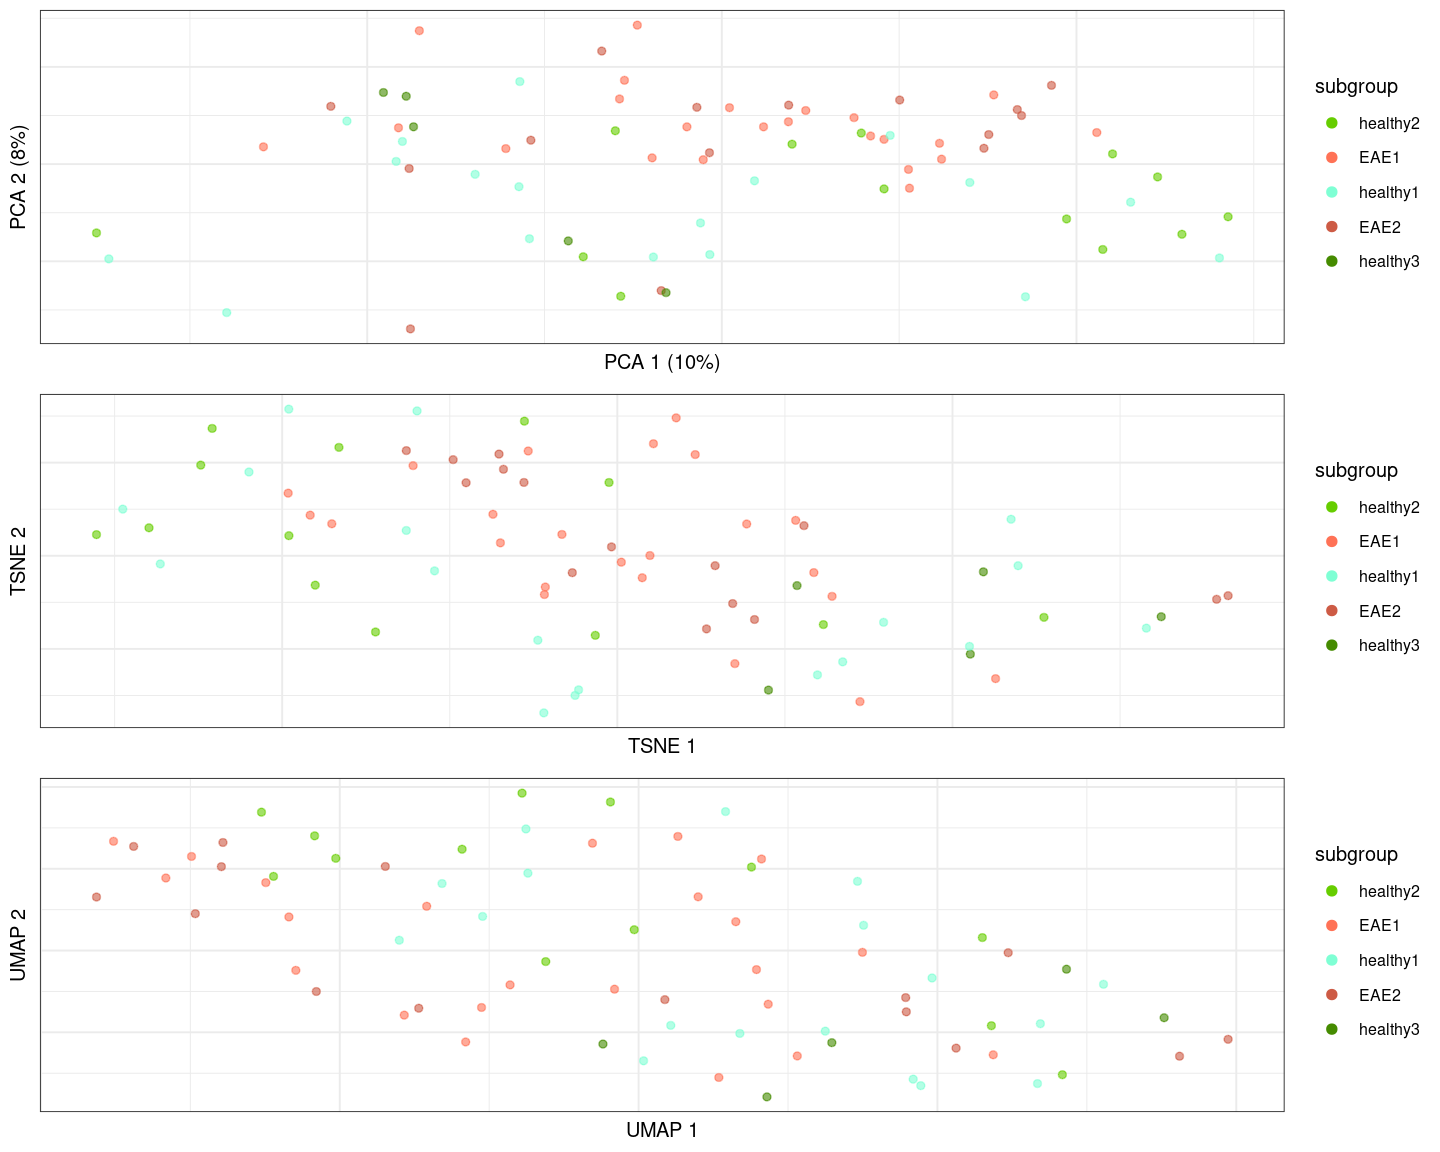 PCA 2 (8%)
PCA 1 (10%)
subgroup
healthy2
EAE1
healthy1
EAE2
healthy3
TSNE 2
TSNE 1
subgroup
healthy2
EAE1
healthy1
EAE2
healthy3
UMAP 2
UMAP 1
subgroup
healthy2
EAE1
healthy1
EAE2
healthy3